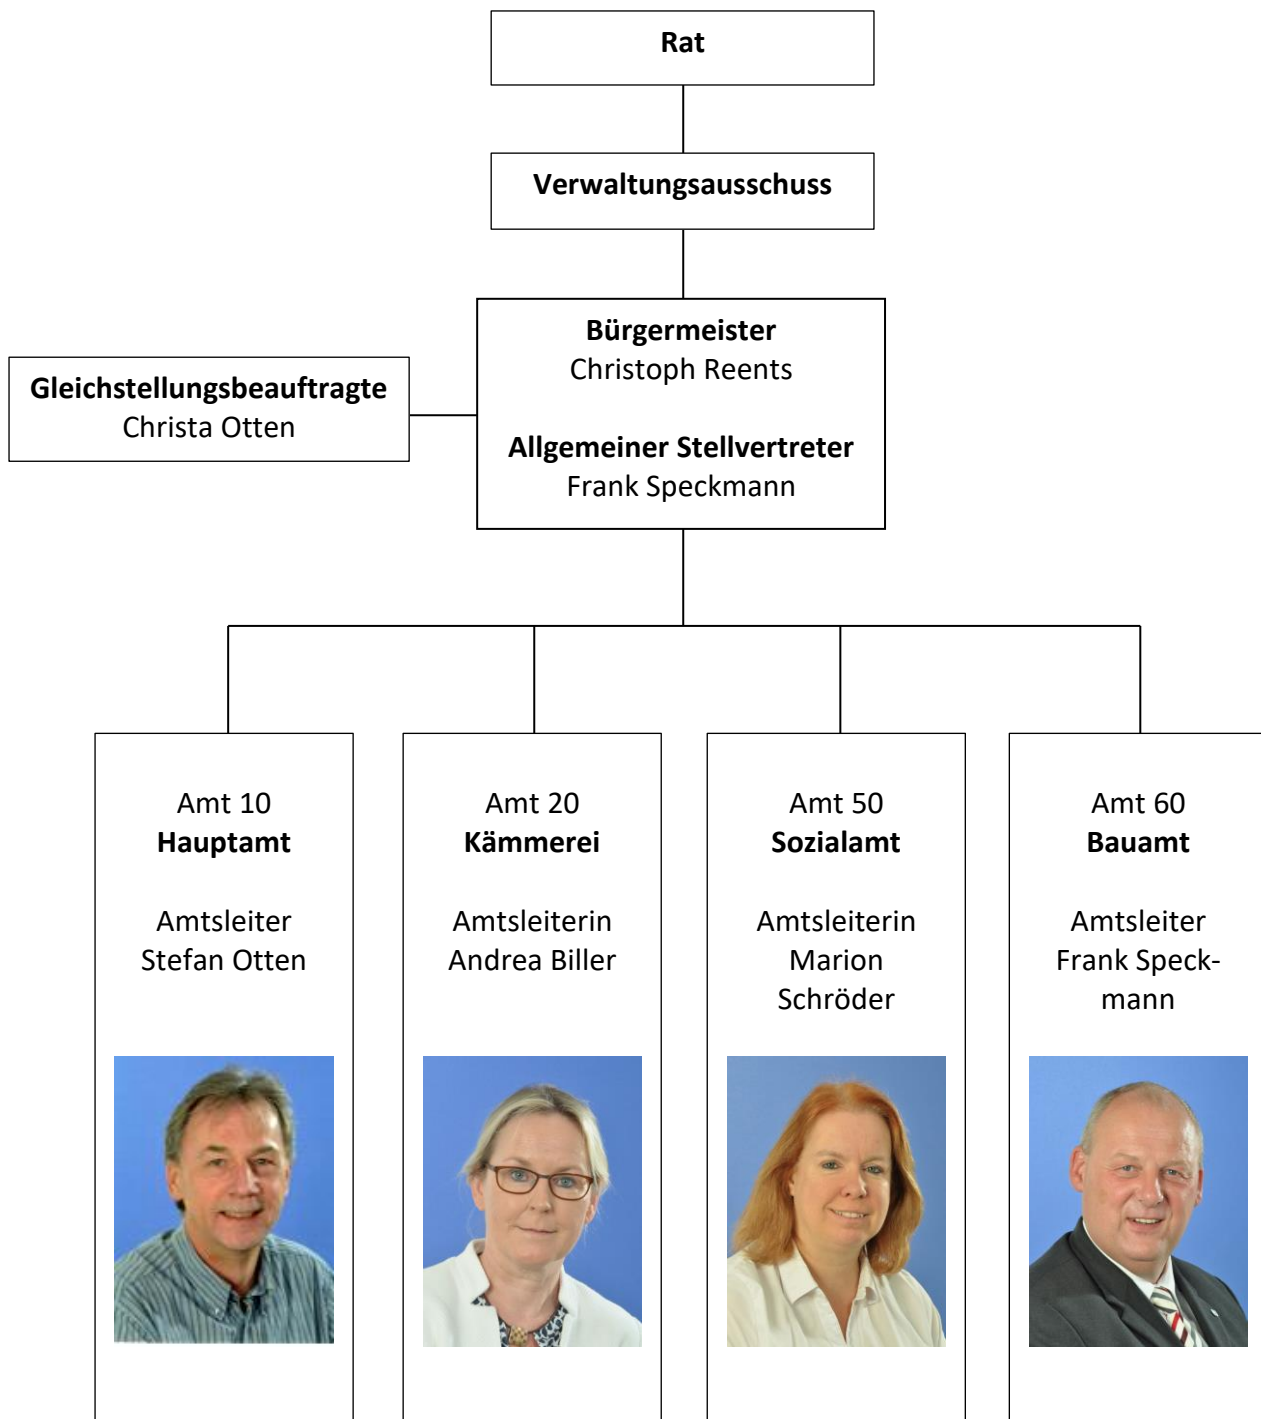 Rat
Verwaltungsausschuss
Bürgermeister
Christoph Reents
Allgemeiner Stellvertreter
Frank Speckmann
Gleichstellungsbeauftragte
Christa Otten
Amt 10
Hauptamt
Amtsleiter
Stefan Otten
Amt 20
Kämmerei
Amtsleiterin
Andrea Biller
Amt 50
Sozialamt
Amtsleiterin
Marion
Schröder
Amt 60
Bauamt
Amtsleiter
Frank Speck-
mann